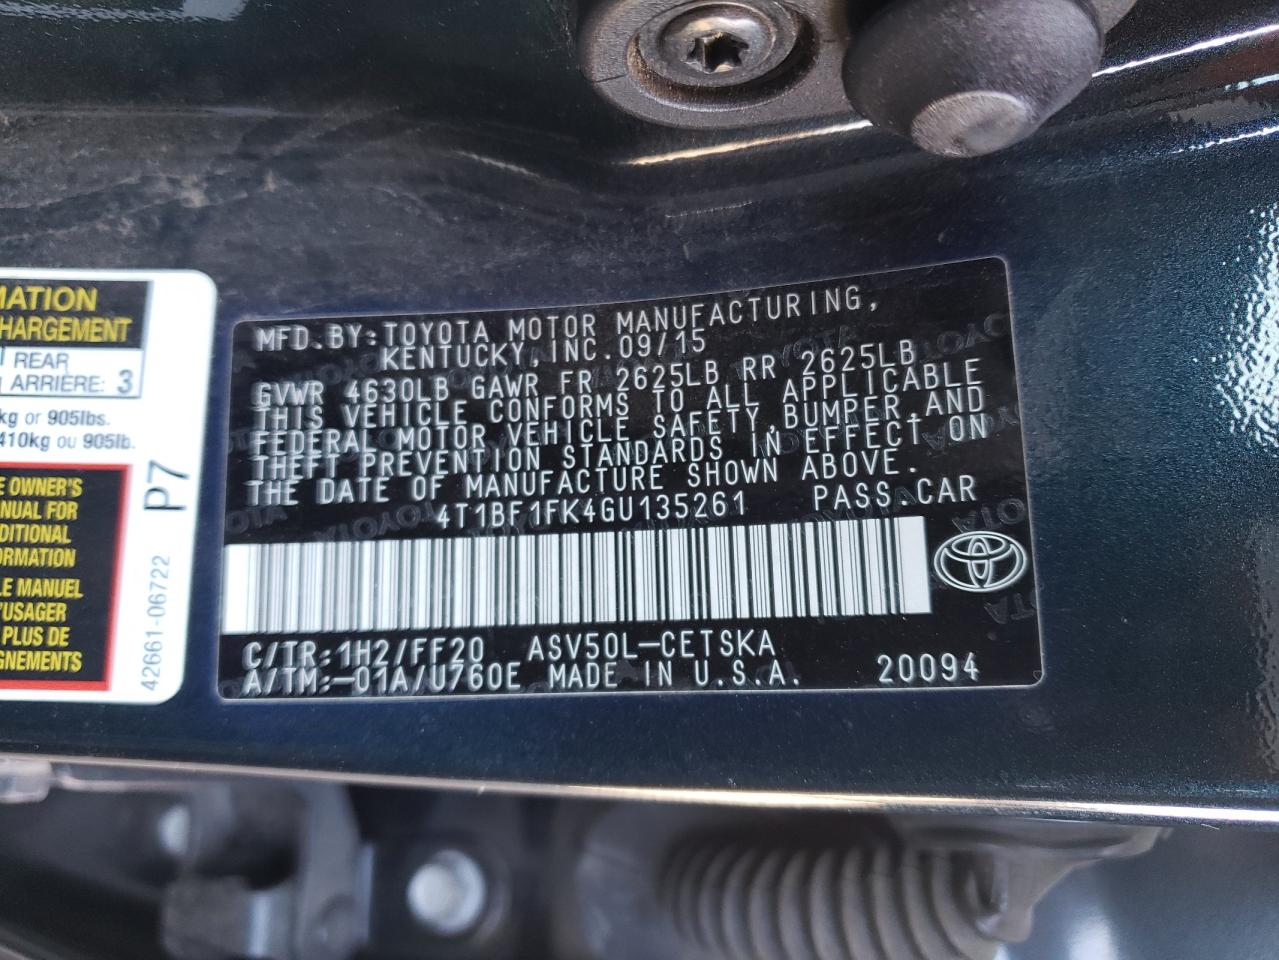 MATION
HARGEMENT
REAR
ARRIÈRE: 3
kg or 905lbs.
410kg ou 905lb.
E OWNER'S
DITIONAL
ORMATION
LE MANUEL
'USAGER
PLUS DE
GNEMENTS
P7
42661-06722
MFD.BY:TOYOTA MOTOR MANUFACTURING,
KENTUCKY, INC. 09/15
GVWR 4630LB GAWR FR 2625LB RR 2625LB
THIS VEHICLE CONFORMS TO ALL APPLICABLE
FEDERAL MOTOR VEHICLE SAFETY,BUMPER,AND
THEFT PREVENTION STANDARDS IN EFFECT ON
THE DATE OF MANUFACTURE SHOWN ABOVE.
4T1BF1FK4GU135261 PASS.CAR
C/TR:1H2/FF20 ASV50L-CETSKA
A/TM:-01A/U760E MADE IN U.S.A. 20094